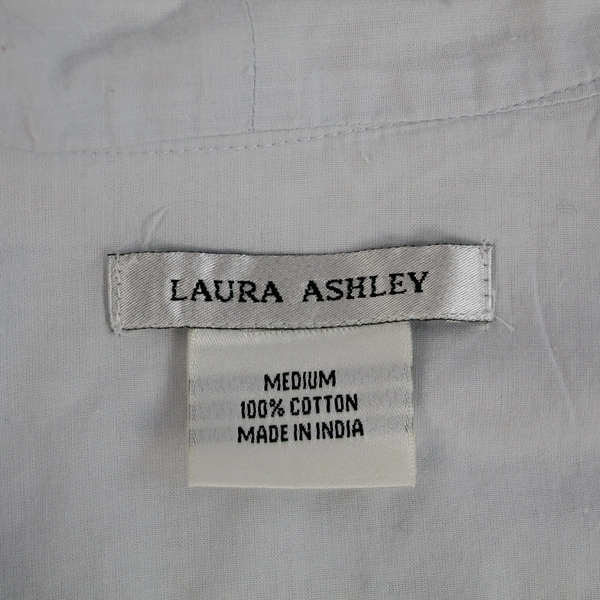 LAURA ASHLEY
MEDIUM
100% COTTON
MADE IN INDIA